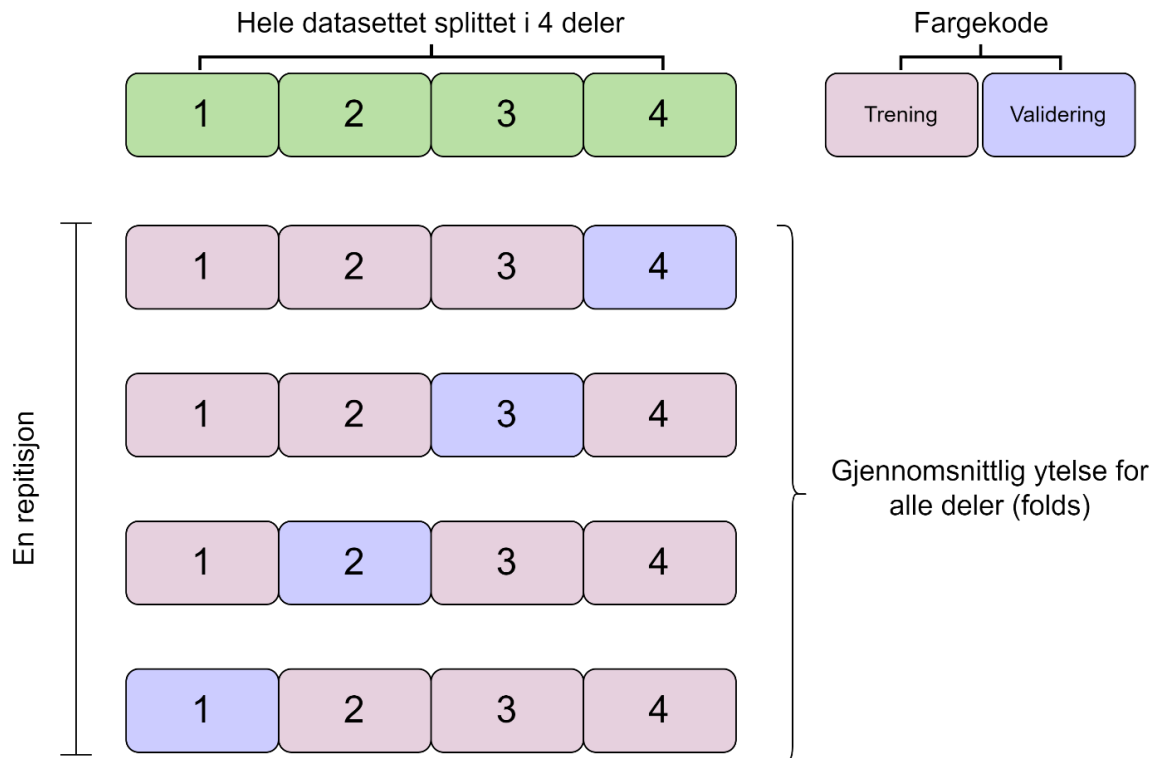 Hele datasettet splittet i 4 deler
Fargekode
1 2 3 4
Trening Validering
1 2 3 4
1 2 3 4
En repitisjon
Gjennomsnittlig ytelse for
alle deler (folds)
1 2 3 4
1 2 3 4